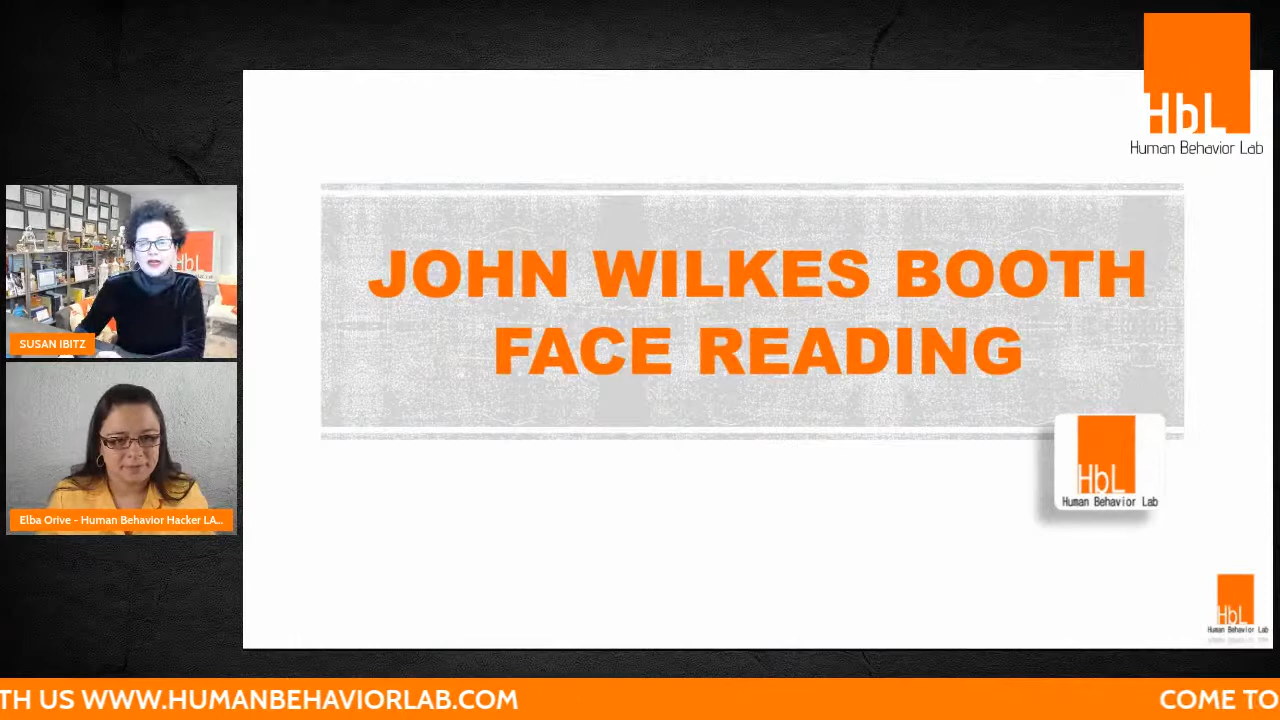 HbL
Human Behavior Lab
JOHN WILKES BOOTH
FACE READING
HbL
SUSAN IBITZ
HbL
Human Behavior Lab
Elba Orive - Human Behavior Hacker LA...
HbL
Human Behavior Lab
TH US WWW.HUMANBEHAVIORLAB.COM
COME TO